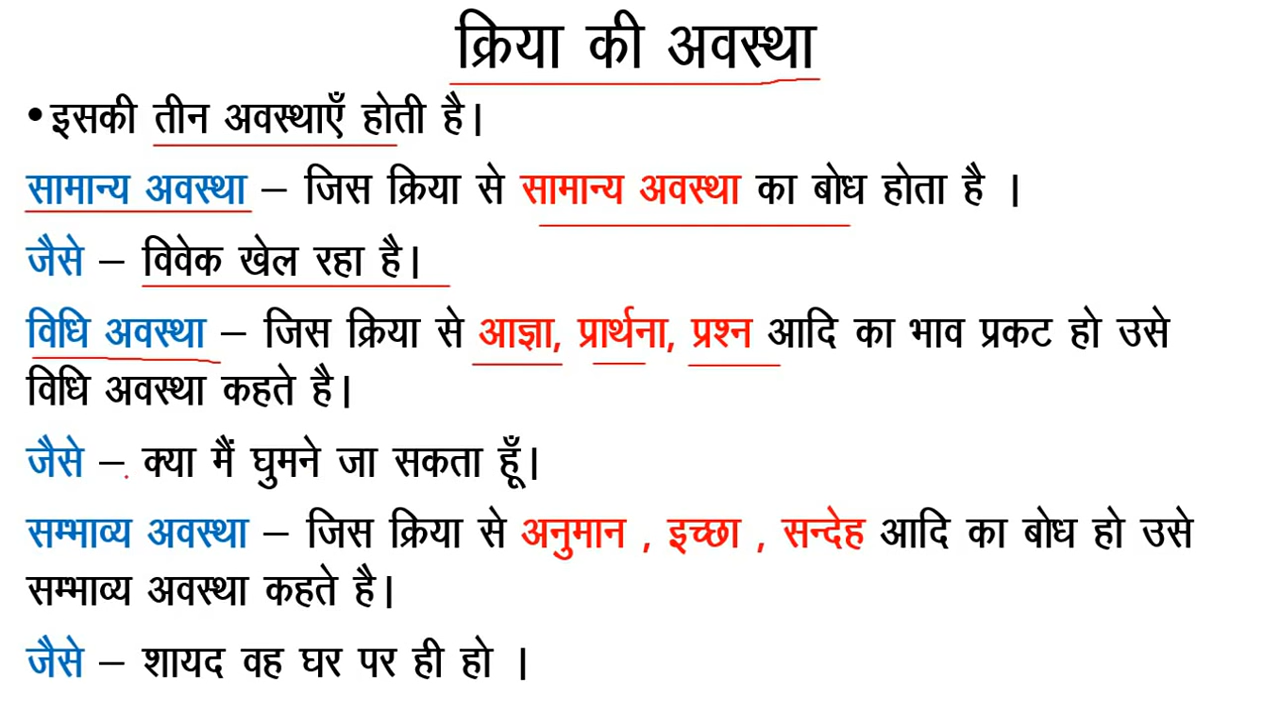 क्रिया की अवस्था
• इसकी तीन अवस्थाएँ होती है।
सामान्य अवस्था – जिस क्रिया से सामान्य अवस्था का बोध होता है ।
जैसे – विवेक खेल रहा है।
विधि अवस्था – जिस क्रिया से आज्ञा, प्रार्थना, प्रश्न आदि का भाव प्रकट हो उसे
विधि अवस्था कहते है।
जैसे – क्या मैं घुमने जा सकता हूँ।
सम्भाव्य अवस्था – जिस क्रिया से अनुमान , इच्छा , सन्देह आदि का बोध हो उसे
सम्भाव्य अवस्था कहते है।
जैसे – शायद वह घर पर ही हो ।